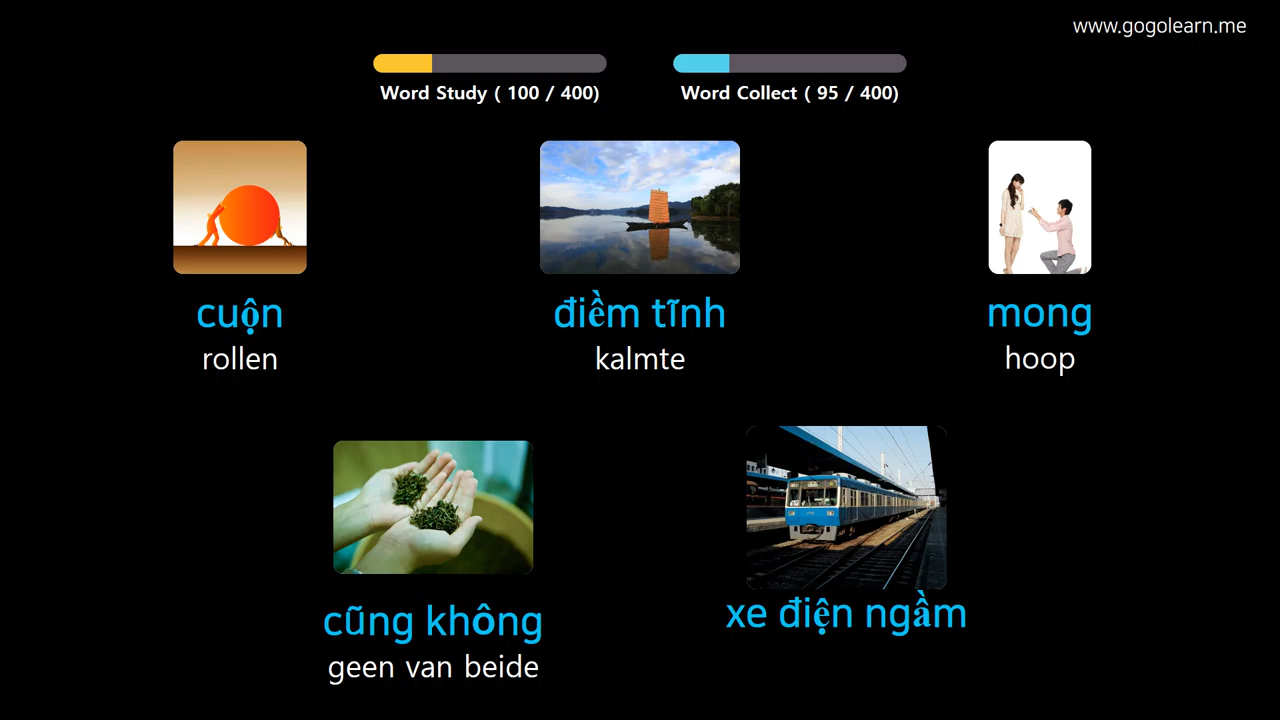 www.gogolearn.me
Word Study ( 100 / 400)
Word Collect ( 95 / 400)
cuộn
rollen
điềm tĩnh
kalmte
mong
hoop
cũng không
geen van beide
xe điện ngầm